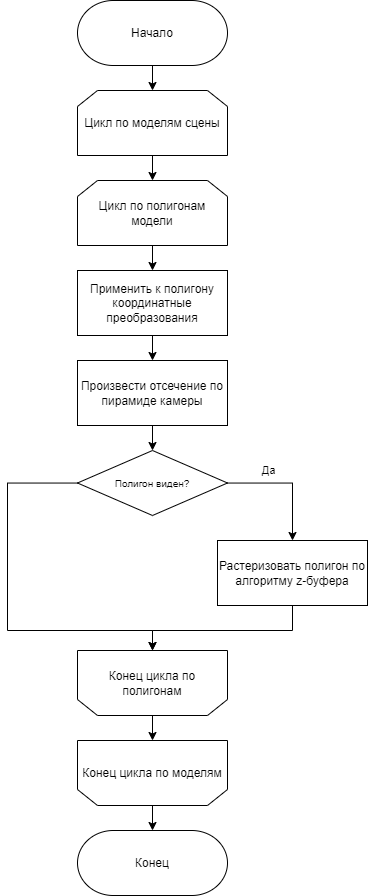 Начало
Цикл по моделям сцены
Цикл по полигонам
модели
Применить к полигону
координатные
преобразования
Произвести отсечение по
пирамиде камеры
Полигон виден?
Да
Растеризовать полигон по
алгоритму z-буфера
Конец цикла по
полигонам
Конец цикла по моделям
Конец